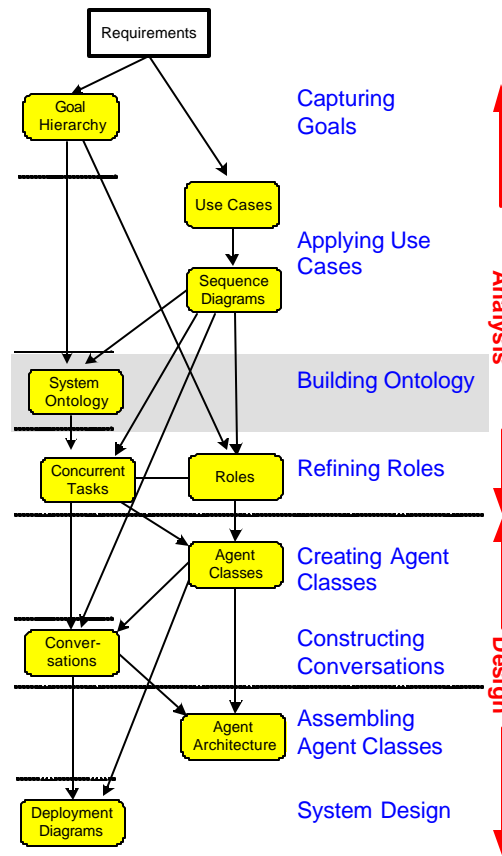 Requirements
Goal
Hierarchy
Capturing
Goals
Use Cases
Applying Use
Cases
Sequence
Diagrams
Analysis
System
Ontology
Building Ontology
Concurrent
Tasks
Roles
Refining Roles
Agent
Classes
Creating Agent
Classes
Conver-
sations
Constructing
Conversations
Design
Agent
Architecture
Assembling
Agent Classes
Deployment
Diagrams
System Design